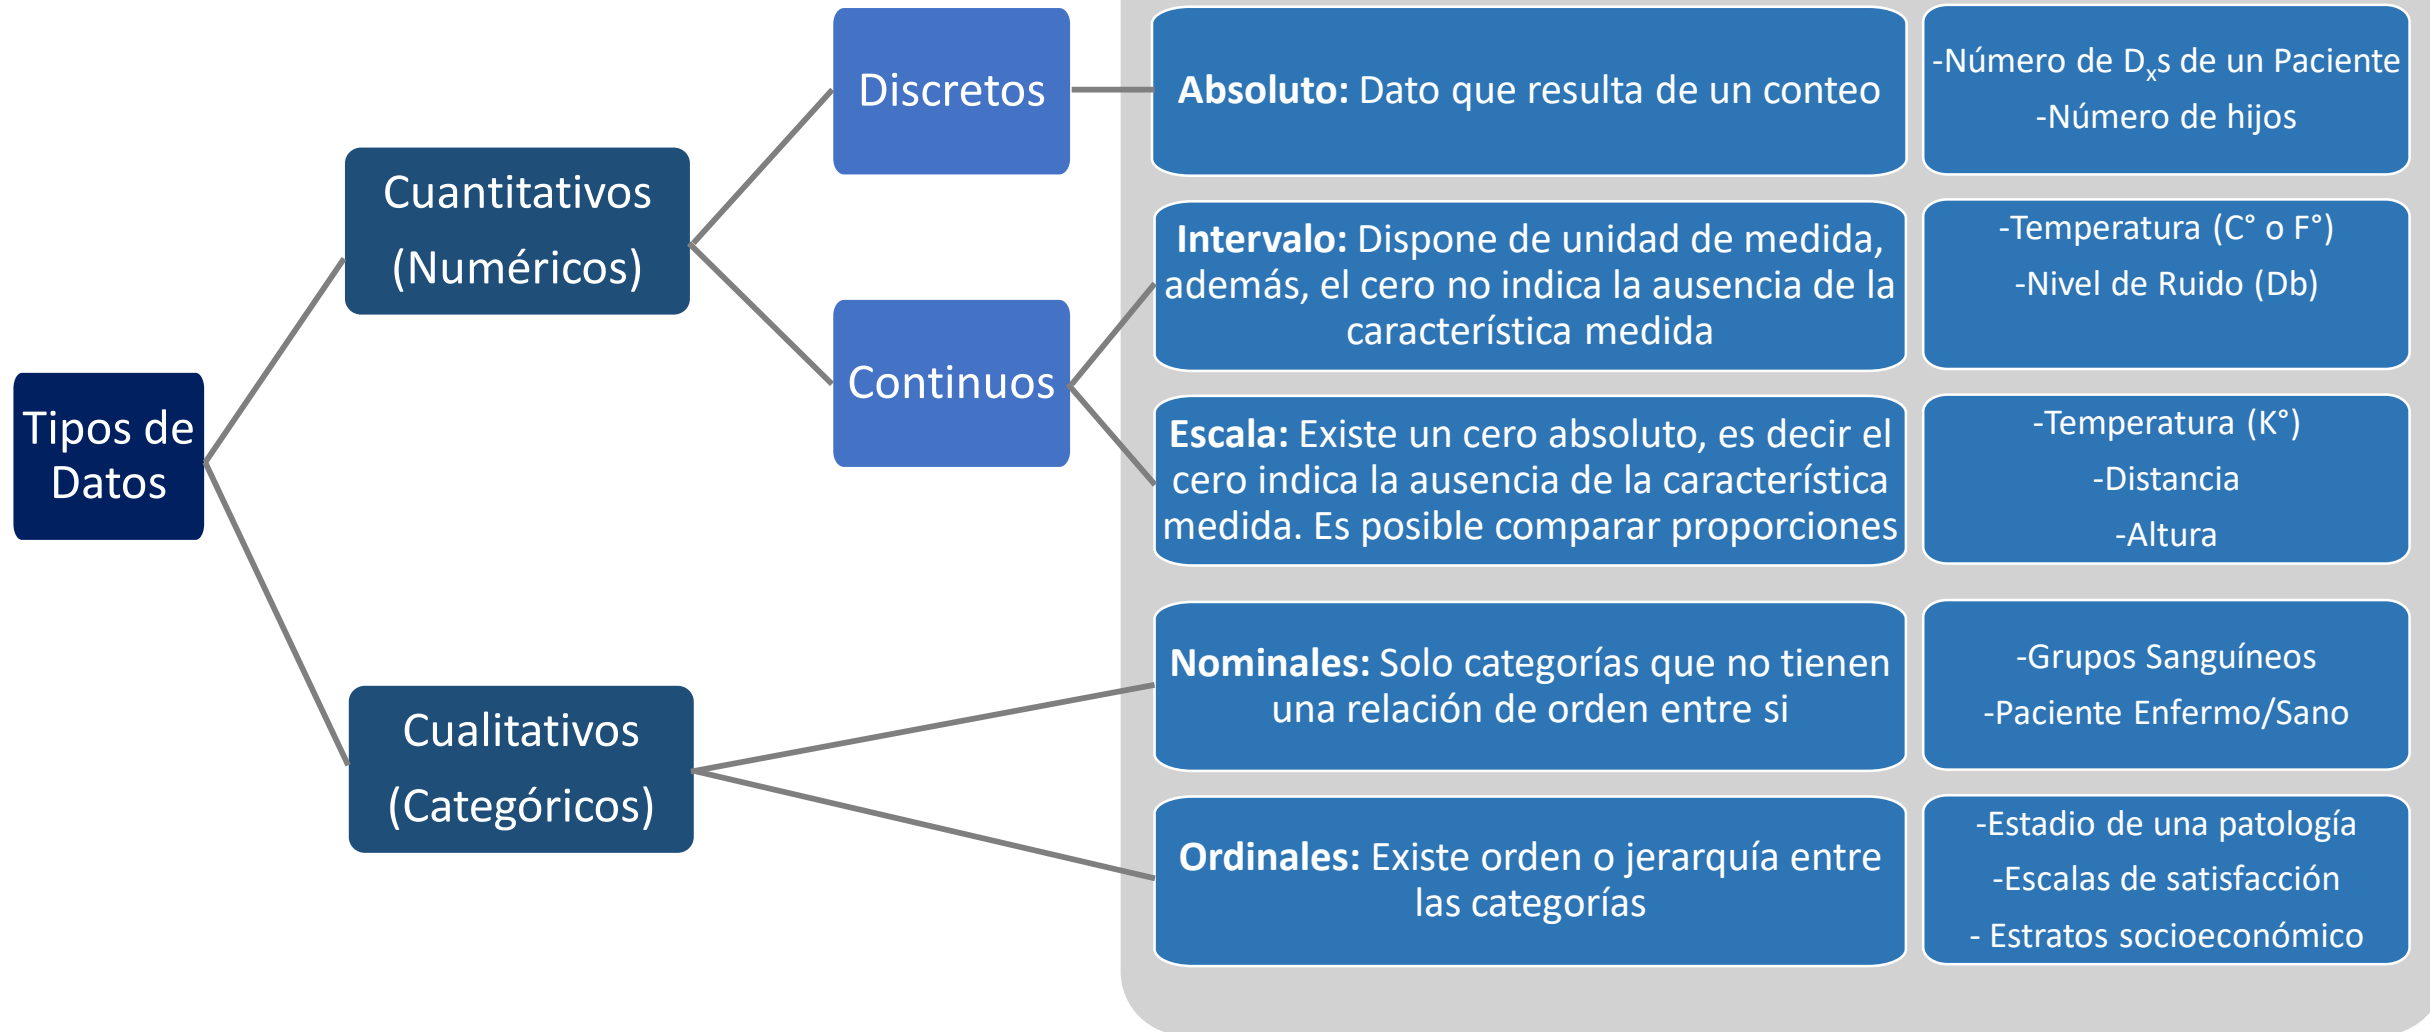 Tipos de
Datos
Cuantitativos
(Numéricos)
Discretos
Absoluto: Dato que resulta de un conteo
-Número de Dₓs de un Paciente
-Número de hijos
Continuos
Intervalo: Dispone de unidad de medida,
además, el cero no indica la ausencia de la
característica medida
-Temperatura (C° o F°)
-Nivel de Ruido (Db)
Escala: Existe un cero absoluto, es decir el
cero indica la ausencia de la característica
medida. Es posible comparar proporciones
-Temperatura (K°)
-Distancia
-Altura
Cualitativos
(Categóricos)
Nominales: Solo categorías que no tienen
una relación de orden entre si
-Grupos Sanguíneos
-Paciente Enfermo/Sano
Ordinales: Existe orden o jerarquía entre
las categorías
-Estadio de una patología
-Escalas de satisfacción
- Estratos socioeconómico